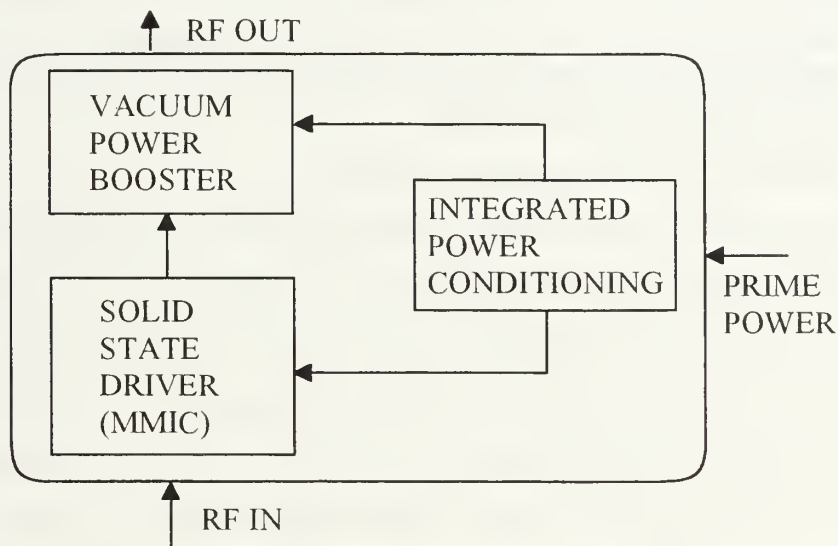 RF OUT
VACUUM
POWER
BOOSTER
INTEGRATED
POWER
CONDITIONING
PRIME
POWER
SOLID
STATE
DRIVER
(MMIC)
RF IN